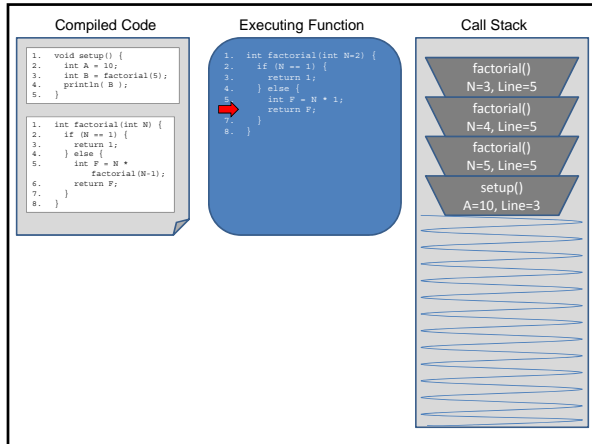 Compiled Code
1. void setup() {
2. int A = 10;
3. int B = factorial(5);
4. println( B );
5. }
1. int factorial(int N) {
2. if (N == 1) {
3. return 1;
4. } else {
5. int F = N *
factorial(N-1);
6. return F;
7. }
8. }
Executing Function
1. int factorial(int N=2) {
2. if (N == 1) {
3. return 1;
4. } else {
5. int F = N * 1;
return F;
7. }
8. }
Call Stack
factorial()
N=3, Line=5
factorial()
N=4, Line=5
factorial()
N=5, Line=5
setup()
A=10, Line=3